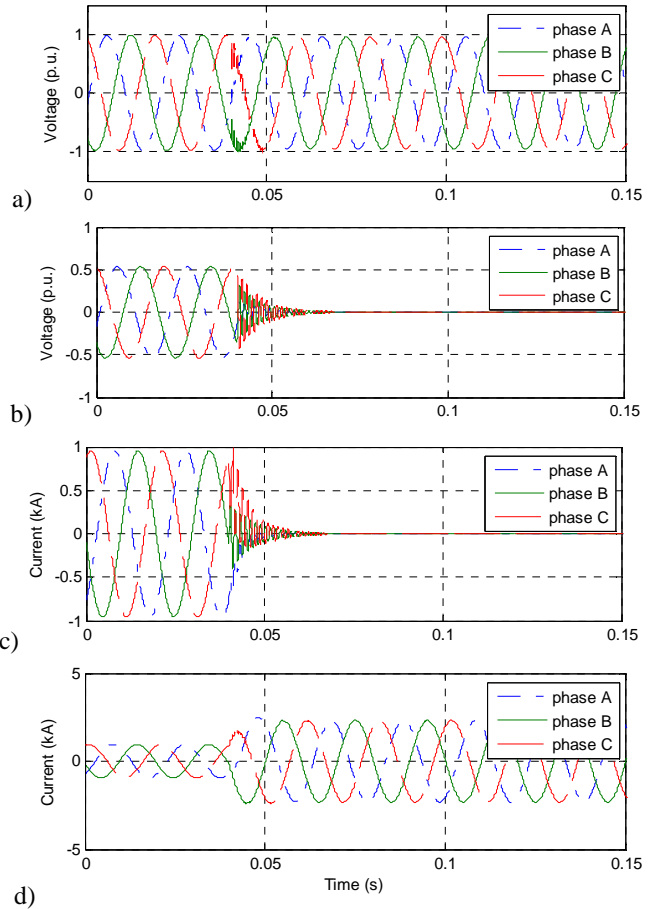 1
0
-1
Voltage (p.u.)
phase A
phase B
phase C
0
0.05
0.1
0.15
a)
1
0.5
0
-0.5
-1
Voltage (p.u.)
phase A
phase B
phase C
0
0.05
0.1
0.15
b)
1
0.5
0
-0.5
-1
Current (kA)
phase A
phase B
phase C
0
0.05
0.1
0.15
c)
5
0
-5
Current (kA)
phase A
phase B
phase C
0
0.05
0.1
0.15
Time (s)
d)